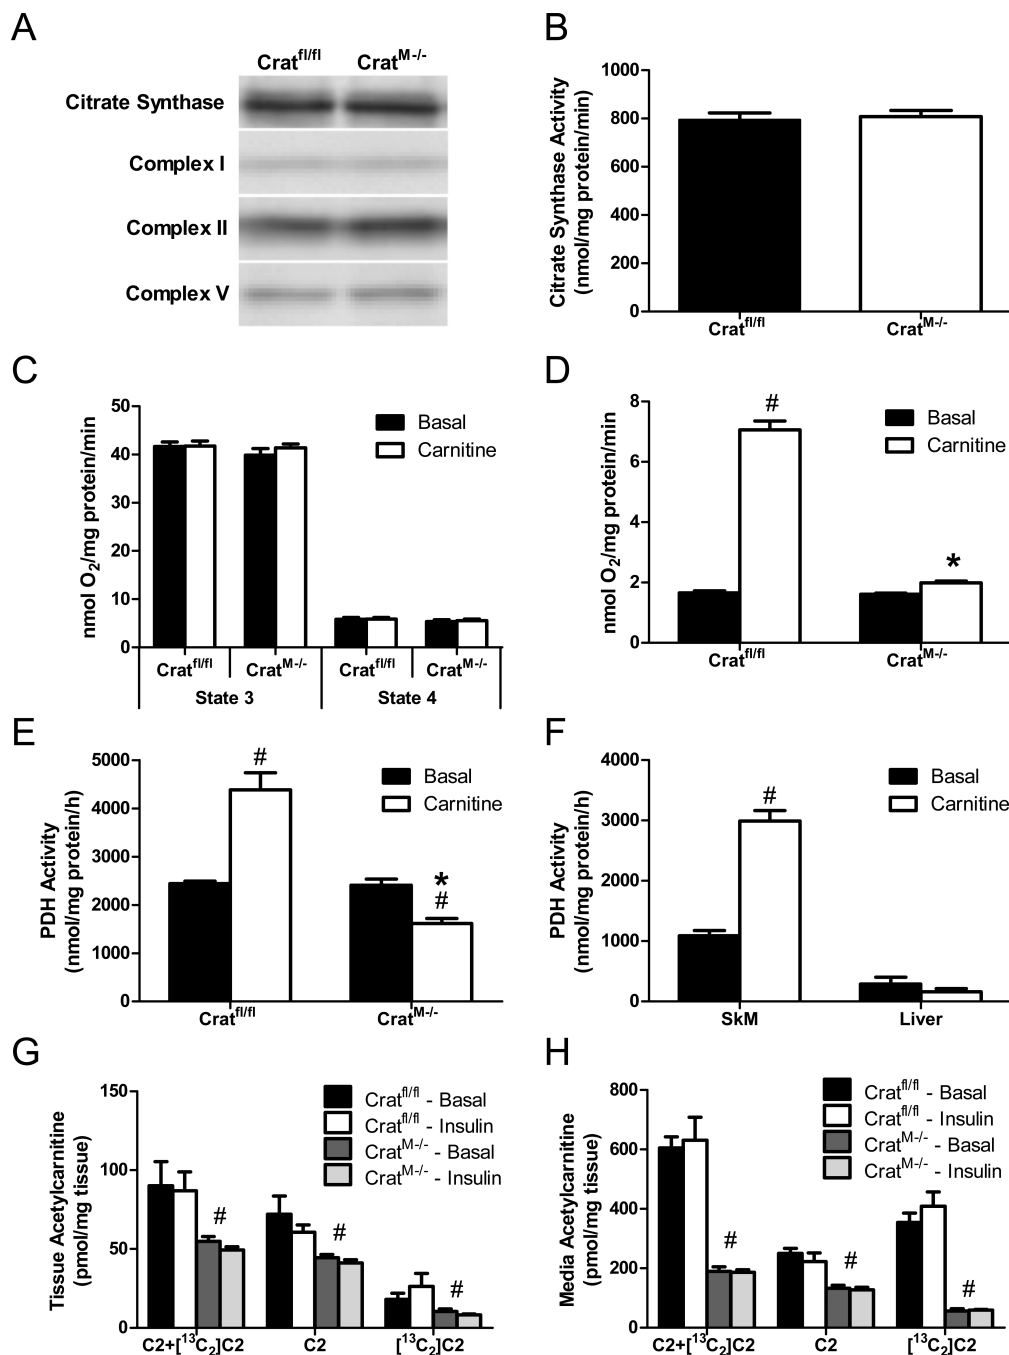 A
Crat^fl/fl Crat^M-/-
Citrate Synthase
Complex I
Complex II
Complex V
B
Citrate Synthase Activity
(nmol/mg protein/min)
1000
800
600
400
200
0
Crat^fl/fl Crat^M-/-
C
nmol O₂/mg protein/min
50
40
30
20
10
0
Basal
Carnitine
Crat^fl/fl Crat^M-/- Crat^fl/fl Crat^M-/-
State 3 State 4
D
nmol O₂/mg protein/min
8
6
4
2
0
#
*
Basal
Carnitine
Crat^fl/fl Crat^M-/-
E
PDH Activity
(nmol/mg protein/h)
5000
4000
3000
2000
1000
0
#
*
#
Basal
Carnitine
Crat^fl/fl Crat^M-/-
F
PDH Activity
(nmol/mg protein/h)
4000
3000
2000
1000
0
#
Basal
Carnitine
SkM Liver
G
Tissue Acetylcarnitine
(pmol/mg tissue)
150
100
50
0
Crat^fl/fl - Basal
Crat^fl/fl - Insulin
Crat^M-/- - Basal
Crat^M-/- - Insulin
# # #
C2+[¹³C₂]C2 C2 [¹³C₂]C2
H
Media Acetylcarnitine
(pmol/mg tissue)
800
600
400
200
0
Crat^fl/fl - Basal
Crat^fl/fl - Insulin
Crat^M-/- - Basal
Crat^M-/- - Insulin
# # #
C2+[¹³C₂]C2 C2 [¹³C₂]C2